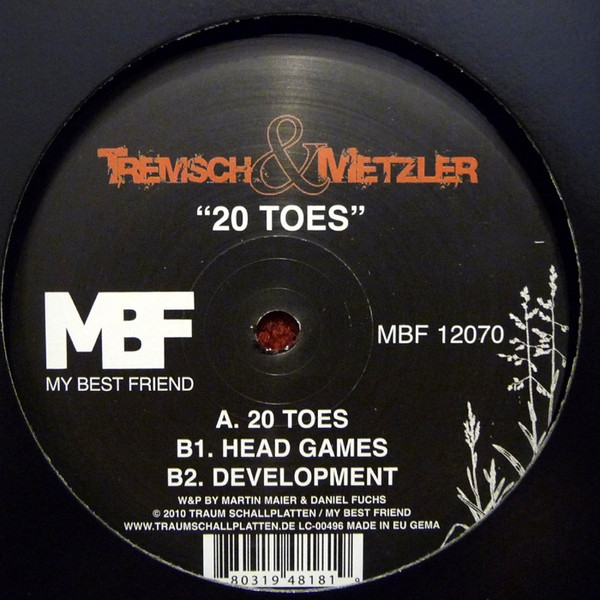 TREMSCH & METZLER
“20 TOES”
MBF
MY BEST FRIEND
MBF 12070
A. 20 TOES
B1. HEAD GAMES
B2. DEVELOPMENT
W&P BY MARTIN MAIER & DANIEL FUCHS
© 2010 TRAUM SCHALLPLATTEN / MY BEST FRIEND
WWW.TRAUMSCHALLPLATTEN.DE LC-00496 MADE IN EU GEMA
80319 48181 9